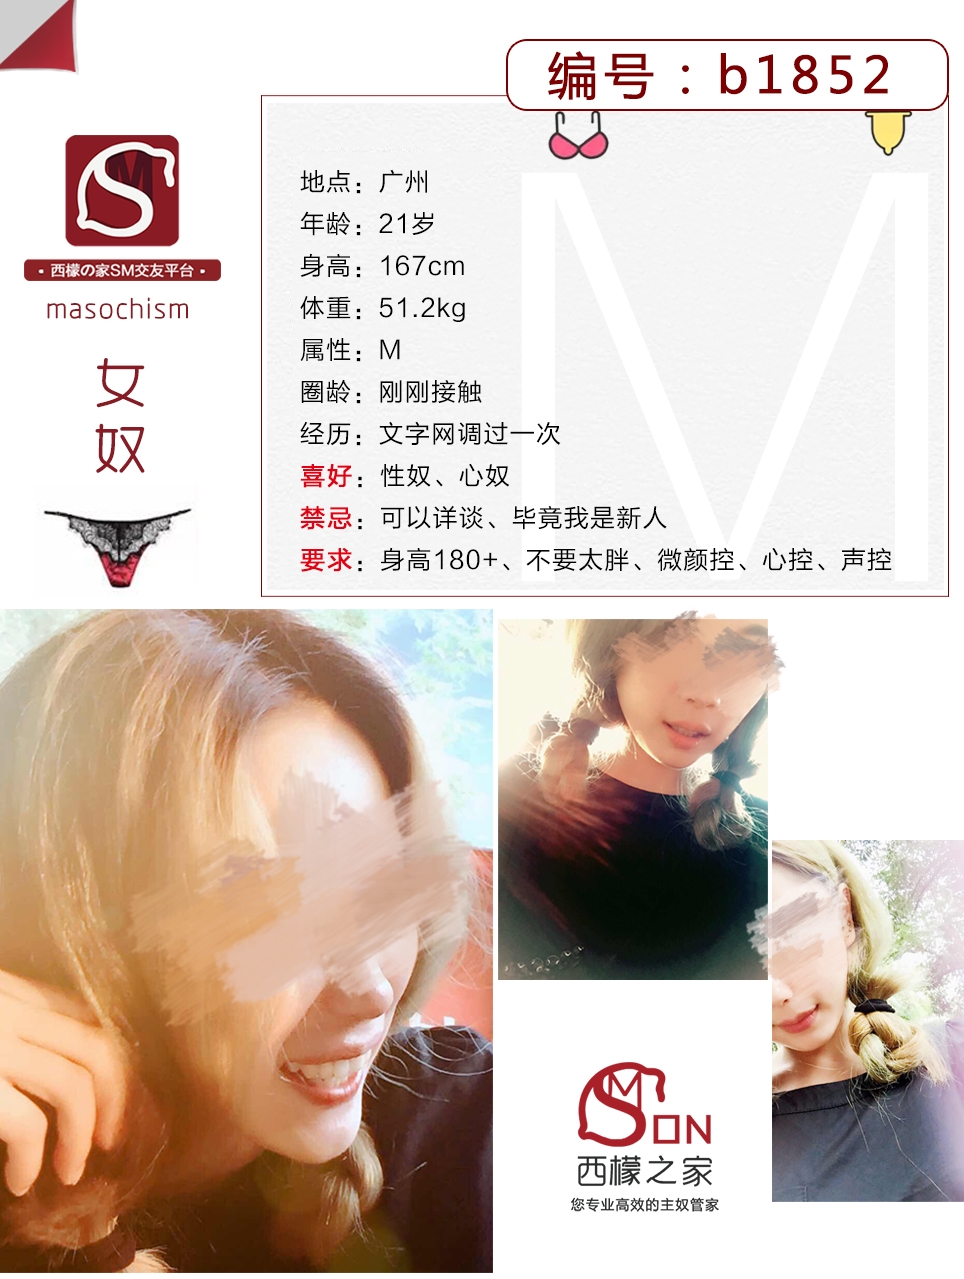 编号：b1852
SM
·西檬の家SM交友平台·
masochism
女
奴
M
地点：广州
年龄：21岁
身高：167cm
体重：51.2kg
属性：M
圈龄：刚刚接触
经历：文字网调过一次
喜好：性奴、心奴
禁忌：可以详谈、毕竟我是新人
要求：身高180+、不要太胖、微颜控、心控、声控
SMON
西檬之家
您专业高效的主奴管家